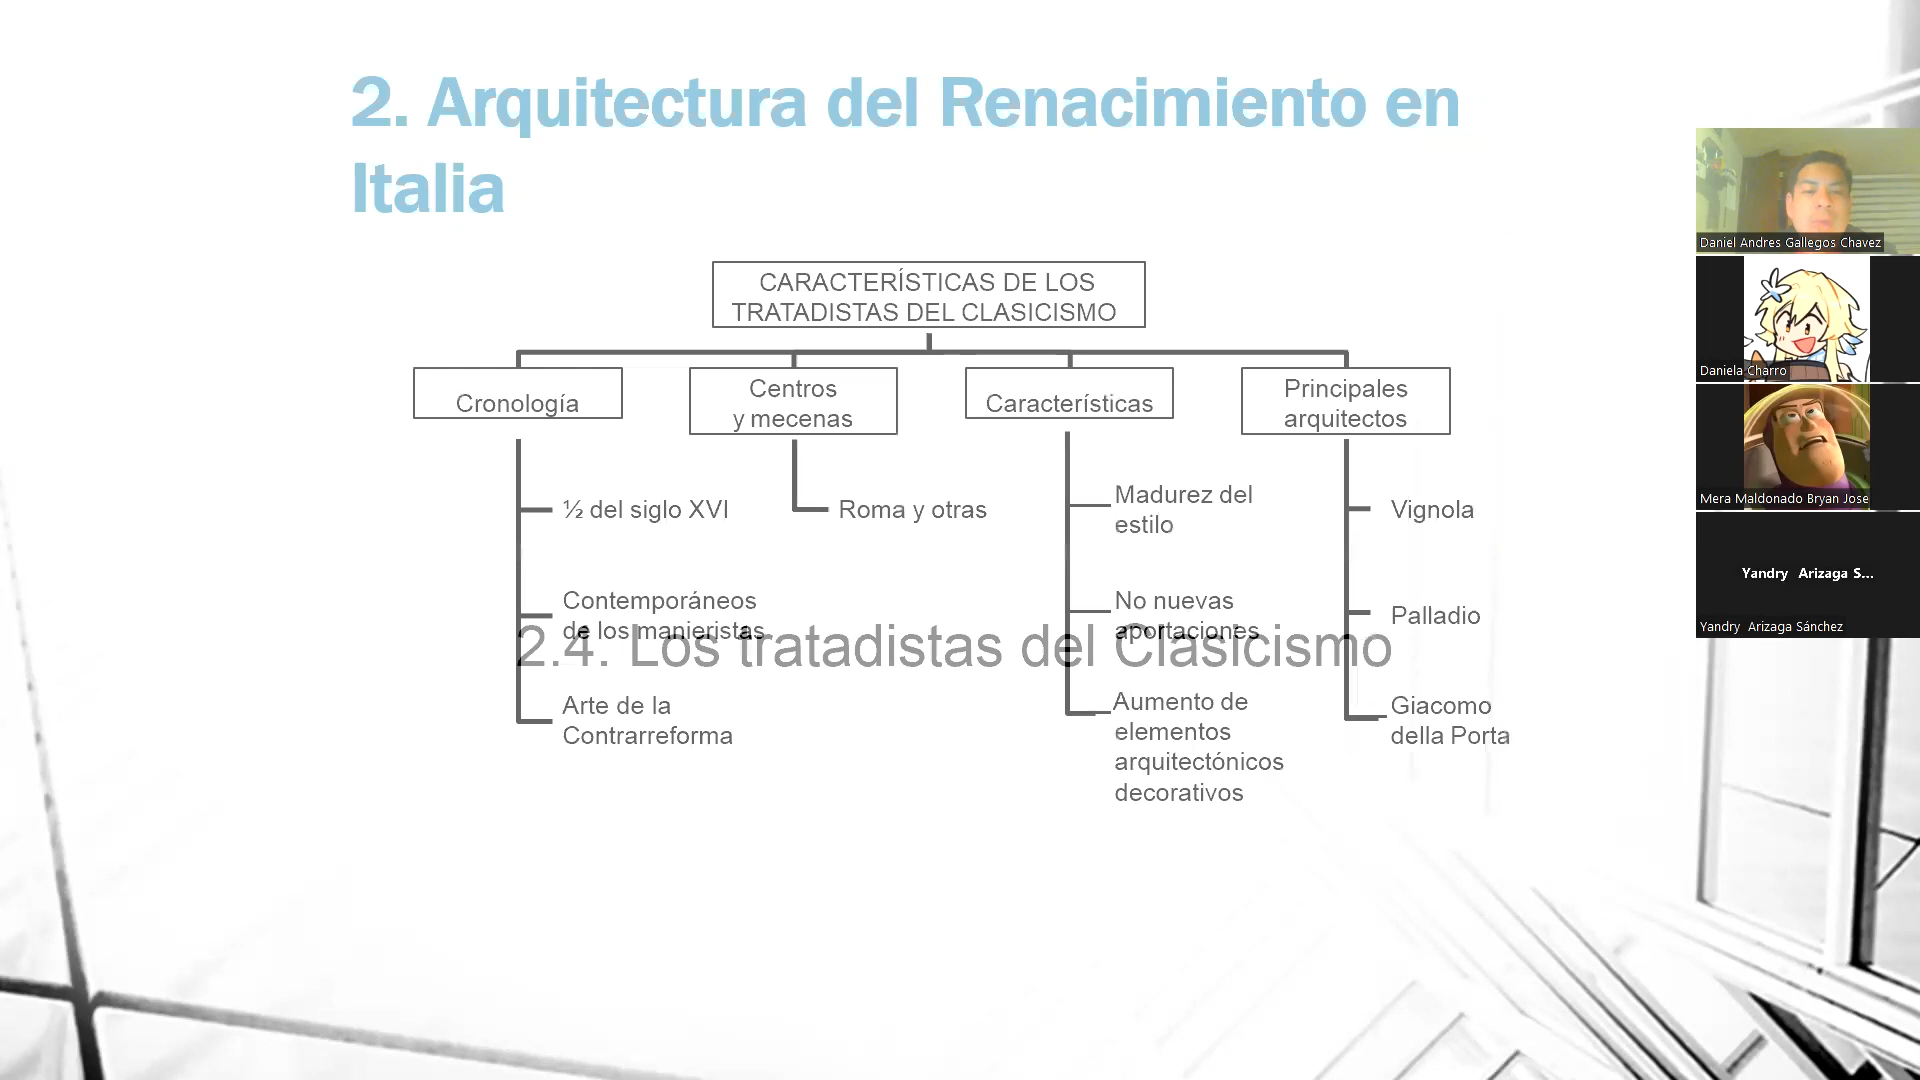 2. Arquitectura del Renacimiento en
Italia
CARACTERÍSTICAS DE LOS
TRATADISTAS DEL CLASICISMO
Cronología
½ del siglo XVI
Contemporáneos
de los manieristas
Arte de la
Contrarreforma
Centros
y mecenas
Roma y otras
Características
Madurez del
estilo
No nuevas
aportaciones
Aumento de
elementos
arquitectónicos
decorativos
Principales
arquitectos
Vignola
Palladio
Giacomo
della Porta
2.4. Los tratadistas del Clasicismo
Daniel Andres Gallegos Chavez
Daniela Charro
Mera Maldonado Bryan Jose
Yandry Arizaga S...
Yandry Arizaga Sánchez